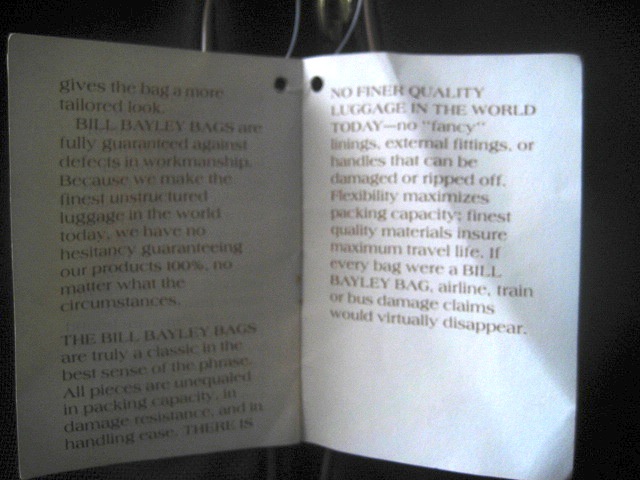 gives the bag a more
tailored look.
BILL BAYLEY BAGS are
fully guaranteed against
defects in workmanship.
Because we make the
finest unstructured
luggage in the world
today, we have no
hesitancy guaranteeing
our products 100%, no
matter what the
circumstances.
THE BILL BAYLEY BAGS
are truly a classic in the
best sense of the phrase.
All pieces are unequaled
in packing capacity, in
damage resistance, and in
handling ease. THERE IS
NO FINER QUALITY
LUGGAGE IN THE WORLD
TODAY—no "fancy"
linings, external fittings, or
handles that can be
damaged or ripped off.
Flexibility maximizes
packing capacity; finest
quality materials insure
maximum travel life. If
every bag were a BILL
BAYLEY BAG, airline, train
or bus damage claims
would virtually disappear.